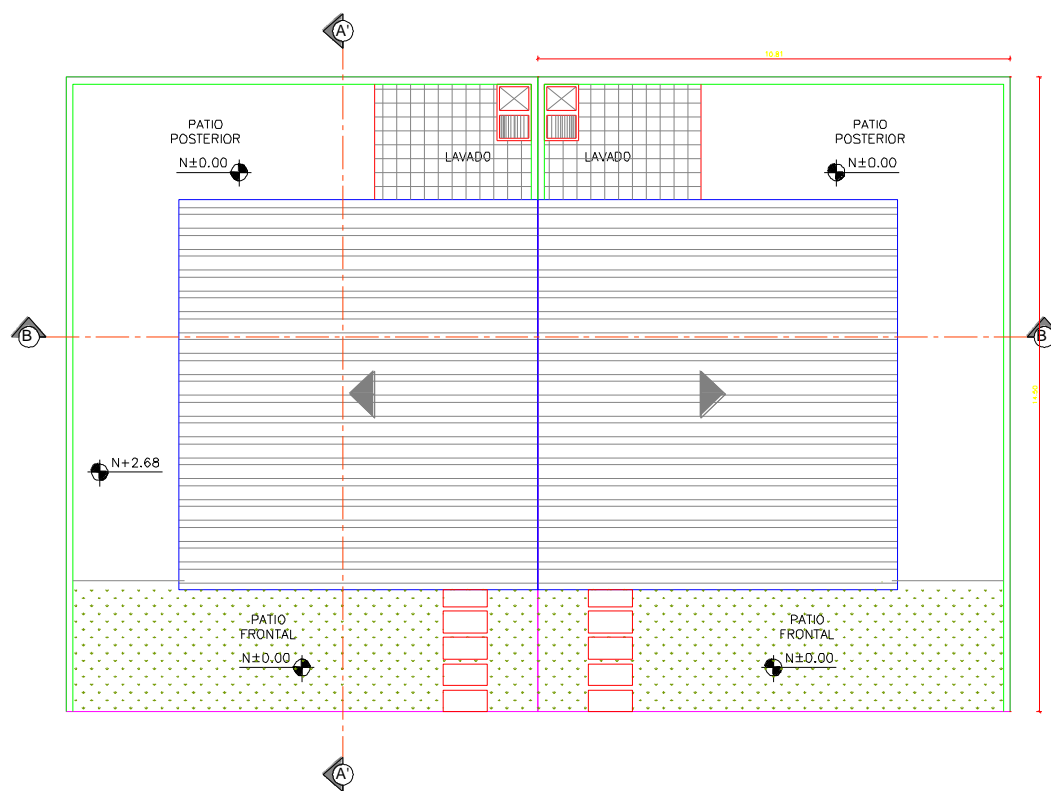 A'
PATIO
POSTERIOR
N±0.00
LAVADO
LAVADO
PATIO
POSTERIOR
N±0.00
B
B
N+2.68
PATIO
FRONTAL
N±0.00
PATIO
FRONTAL
N±0.00
A'